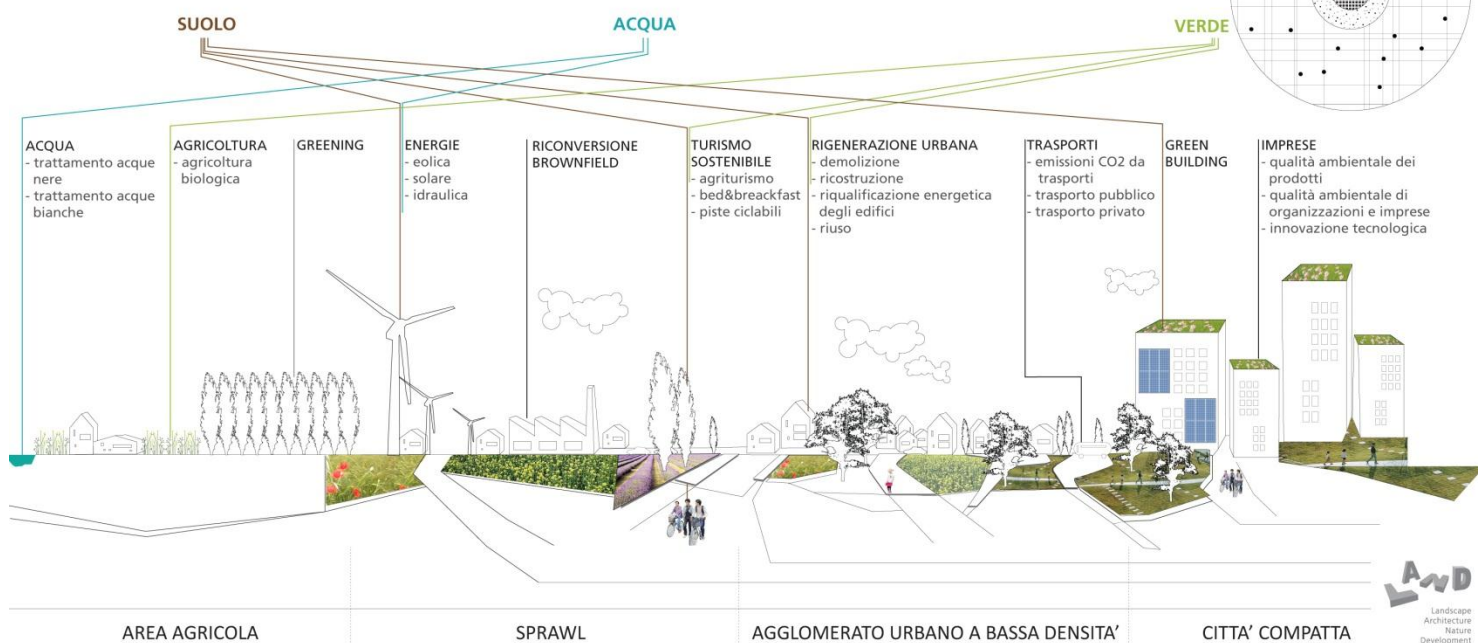 SUOLO
ACQUA
VERDE
ACQUA
- trattamento acque
nere
- trattamento acque
bianche
AGRICOLTURA
- agricoltura
biologica
GREENING
ENERGIE
- eolica
- solare
- idraulica
RICONVERSIONE
BROWNFIELD
TURISMO
SOSTENIBILE
- agriturismo
- bed&breackfast
- piste ciclabili
RIGENERAZIONE URBANA
- demolizione
- ricostruzione
- riqualificazione energetica
degli edifici
- riuso
TRASPORTI
- emissioni CO2 da
trasporti
- trasporto pubblico
- trasporto privato
GREEN
BUILDING
IMPRESE
- qualità ambientale dei
prodotti
- qualità ambientale di
organizzazioni e imprese
- innovazione tecnologica
AREA AGRICOLA
SPRAWL
AGGLOMERATO URBANO A BASSA DENSITA'
CITTA' COMPATTA
LAND
Landscape
Architecture
Nature
Development